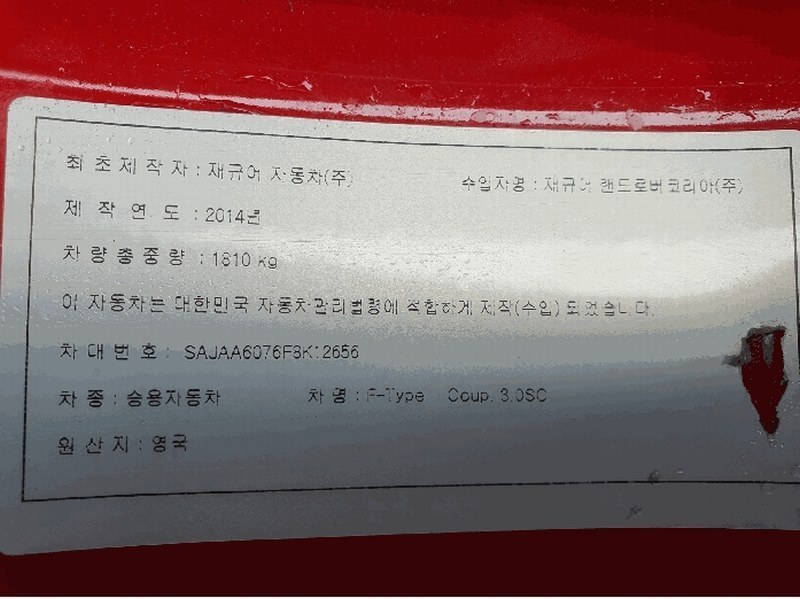 최초제작자 : 재규어 자동차(주) 수입자명 : 재규어 랜드로버코리아(주)
제작연도 : 2014년
차량총중량 : 1810 kg
이 자동차는 대한민국 자동차관리법령에 적합하게 제작(수입) 되었습니다.
차대번호 : SAJAA6076F8K12656
차종 : 승용자동차 차명 : F-Type Coup. 3.0SC
원산지 : 영국